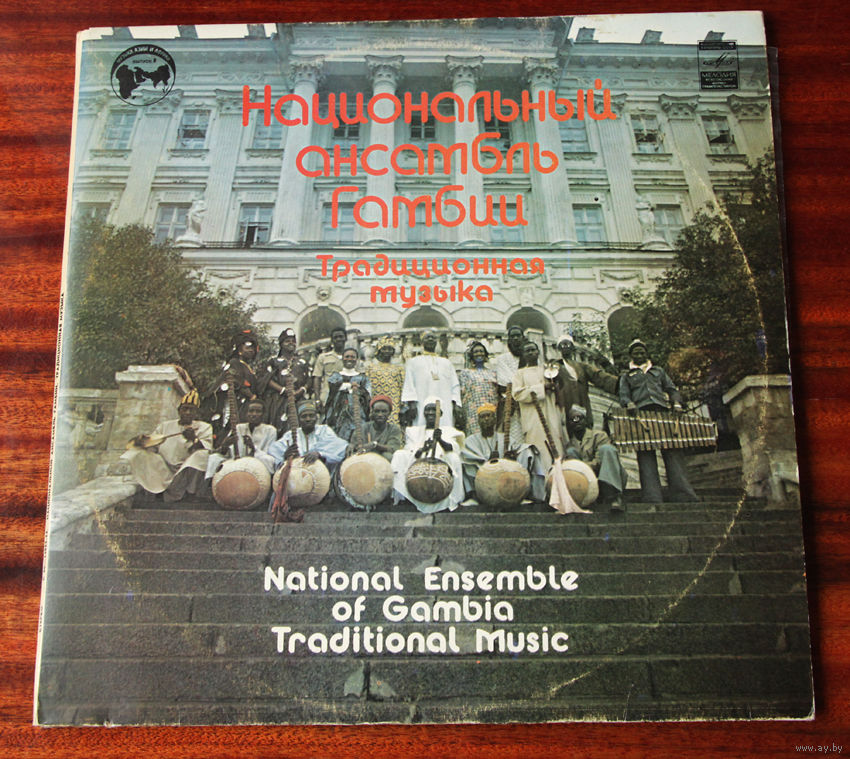 МЕЛОДИЯ
Национальный
ансамбль
Гамбии
Традиционная
музыка
National Ensemble
of Gambia
Traditional Music
www.ay.by